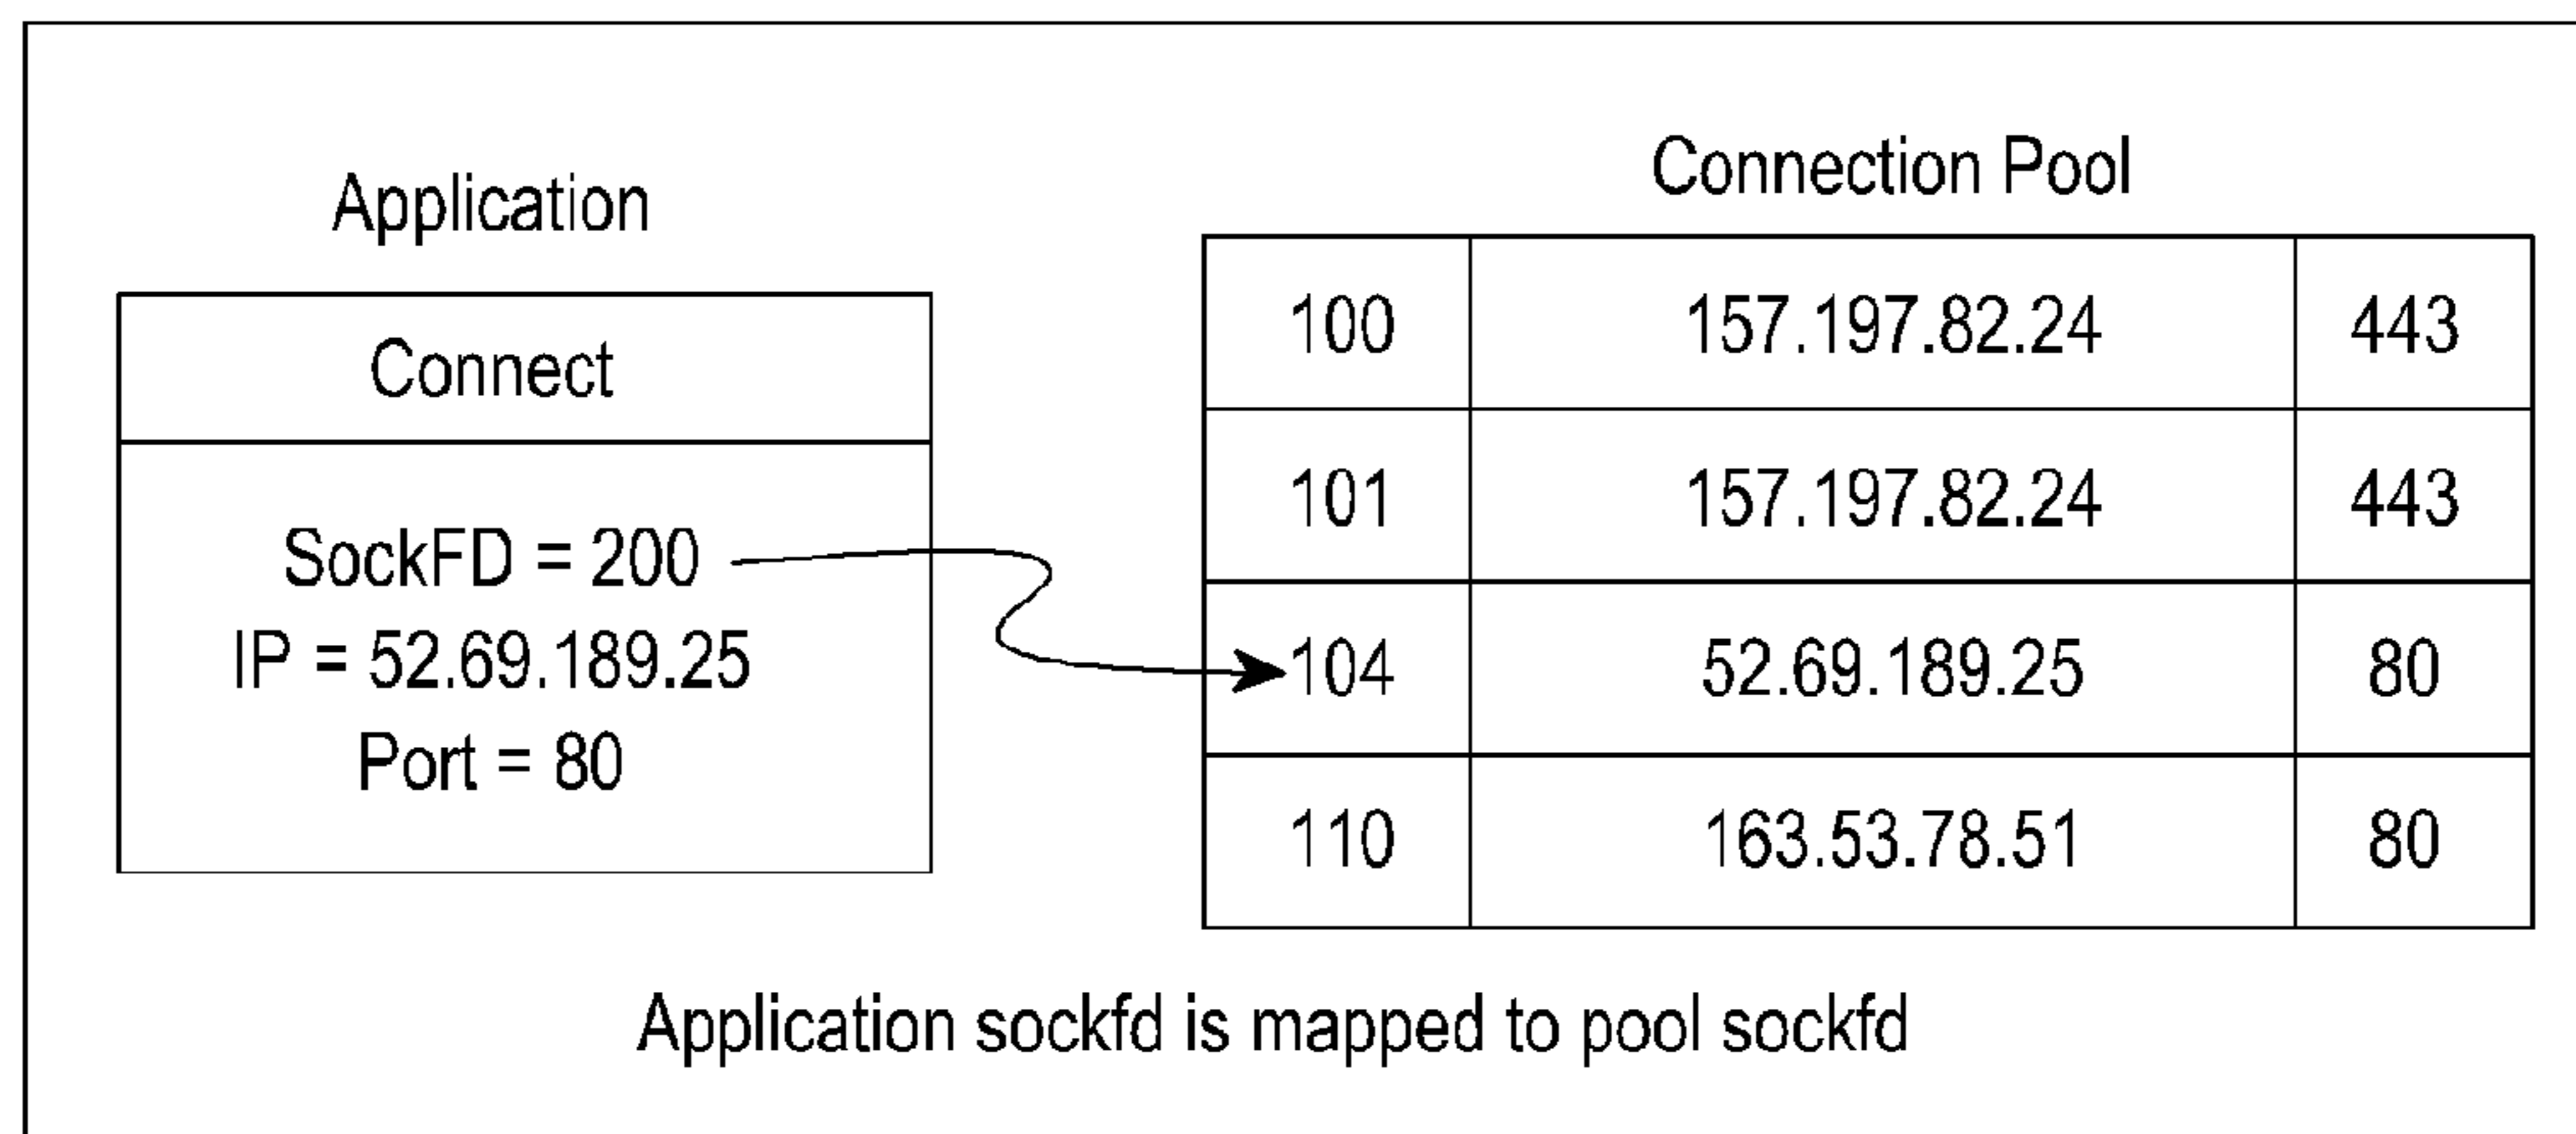 Application
Connect
SockFD = 200
IP = 52.69.189.25
Port = 80
Connection Pool
100 157.197.82.24 443
101 157.197.82.24 443
104 52.69.189.25 80
110 163.53.78.51 80
Application sockfd is mapped to pool sockfd